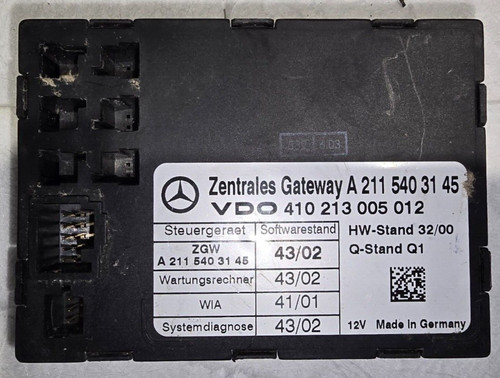 Zentrales Gateway A 211 540 31 45
VDO 410 213 005 012
Steuergeraet Softwarestand HW-Stand 32/00
ZGW
A 211 540 31 45 43/02 Q-Stand Q1
Wartungsrechner 43/02
WIA 41/01
Systemdiagnose 43/02 12V Made in Germany